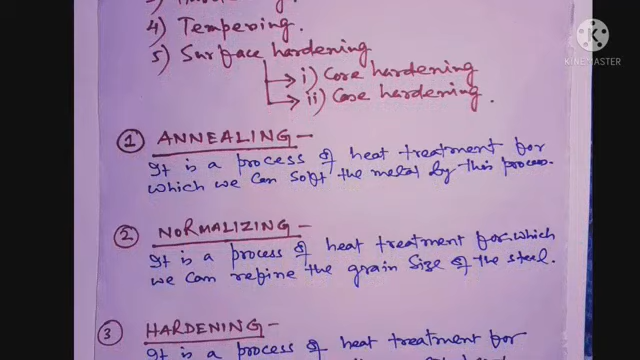 4) Tempering.
5) Surface hardening
i) Core hardening
ii) Case hardening.
KINEMASTER
① ANNEALING-
It is a process of heat treatment for
which we can soft the metal by this process.
② NORMALIZING-
It is a process of heat treatment for which
we can refine the grain size of the steel.
③ HARDENING-
It is a process of heat treatment for